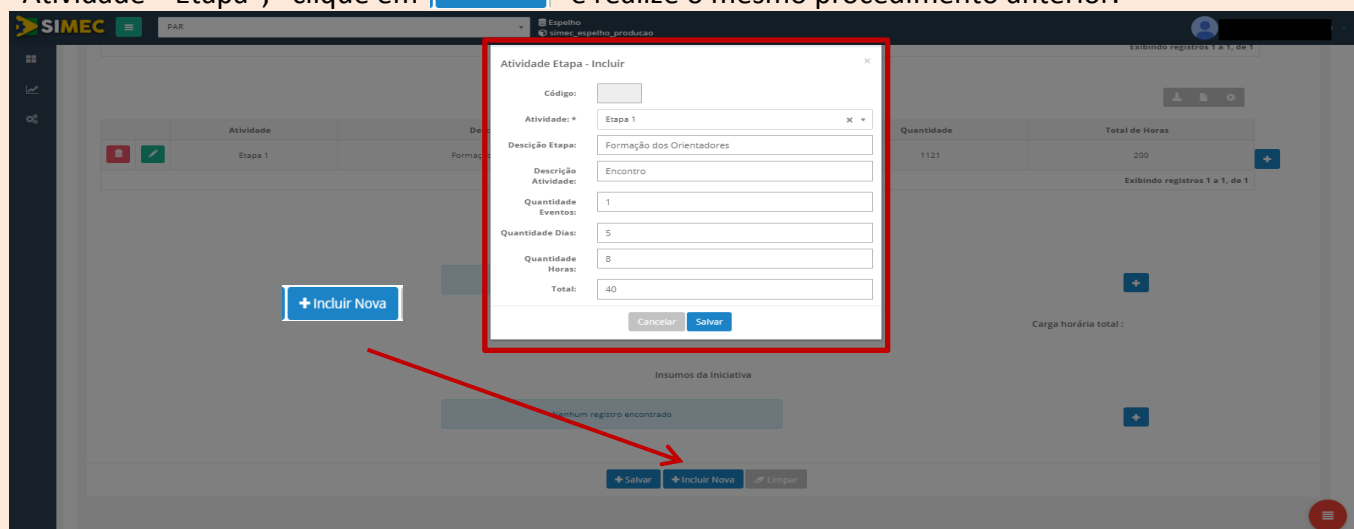 "Atividade – Etapa", clique em e realize o mesmo procedimento anterior.
SIMEC
PAR
Espelho
simec_espelho_producao
Exibindo registros 1 a 1, de 1
Atividade Etapa - Incluir
×
Código:
Atividade: * Etapa 1
Descição Etapa: Formação dos Orientadores
Descrição Atividade: Encontro
Quantidade Eventos: 1
Quantidade Dias: 5
Quantidade Horas: 8
Total: 40
Cancelar Salvar
Atividade Quantidade Total de Horas
Etapa 1 1121 200
Exibindo registros 1 a 1, de 1
+ Incluir Nova
Carga horária total :
Insumos da Iniciativa
registro encontrado
+ Salvar + Incluir Nova Limpar